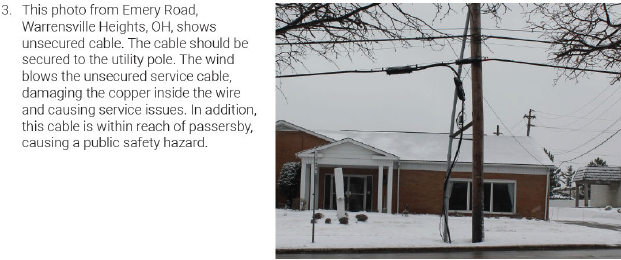 3. This photo from Emery Road,
Warrensville Heights, OH, shows
unsecured cable. The cable should be
secured to the utility pole. The wind
blows the unsecured service cable,
damaging the copper inside the wire
and causing service issues. In addition,
this cable is within reach of passersby,
causing a public safety hazard.